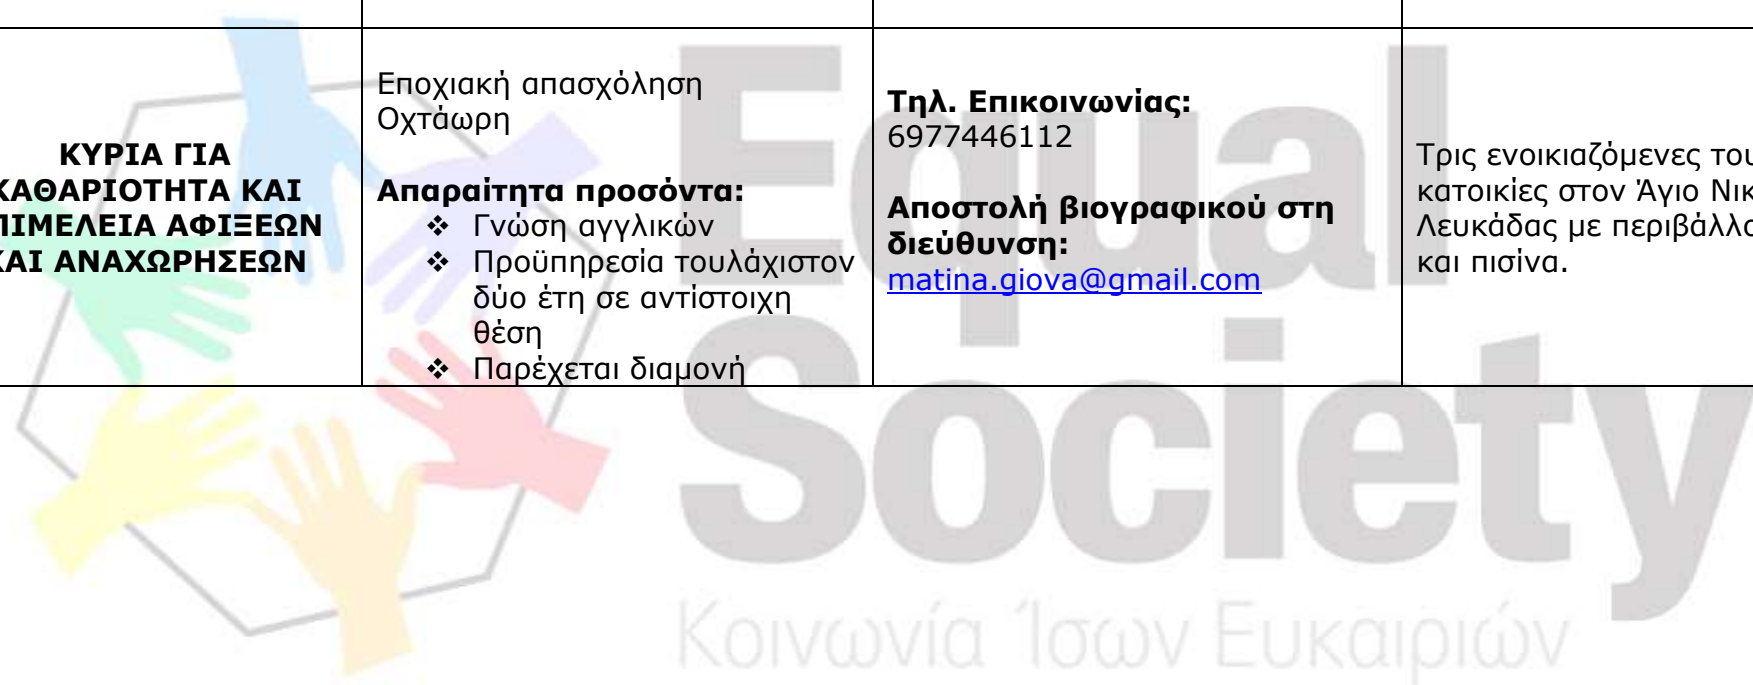 ΚΥΡΙΑ ΓΙΑ
ΚΑΘΑΡΙΟΤΗΤΑ ΚΑΙ
ΠΙΜΕΛΕΙΑ ΑΦΙΞΕΩΝ
ΚΑΙ ΑΝΑΧΩΡΗΣΕΩΝ
Εποχιακή απασχόληση
Οχτάωρη
Απαραίτητα προσόντα:
❖ Γνώση αγγλικών
❖ Προϋπηρεσία τουλάχιστον
δύο έτη σε αντίστοιχη
θέση
❖ Παρέχεται διαμονή
Τηλ. Επικοινωνίας:
6977446112
Αποστολή βιογραφικού στη
διεύθυνση:
matina.giova@gmail.com
Τρις ενοικιαζόμενες του
κατοικίες στον Άγιο Νικ
Λευκάδας με περιβάλλο
και πισίνα.
Equal
Society
Κοινωνία Ίσων Ευκαιριών